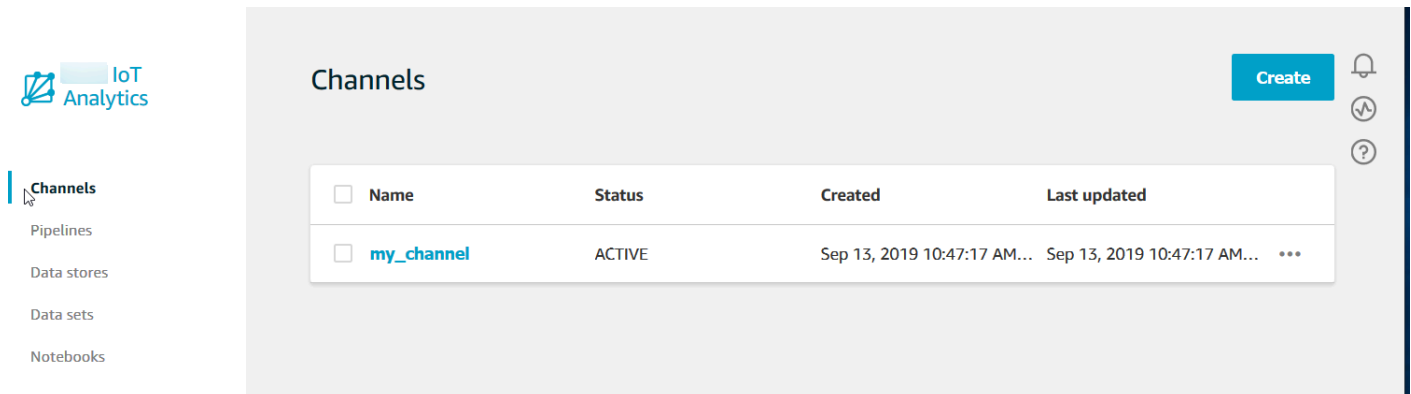 IoT
Analytics
Channels
Pipelines
Data stores
Data sets
Notebooks
Channels
Create
Name Status Created Last updated
my_channel ACTIVE Sep 13, 2019 10:47:17 AM... Sep 13, 2019 10:47:17 AM... •••